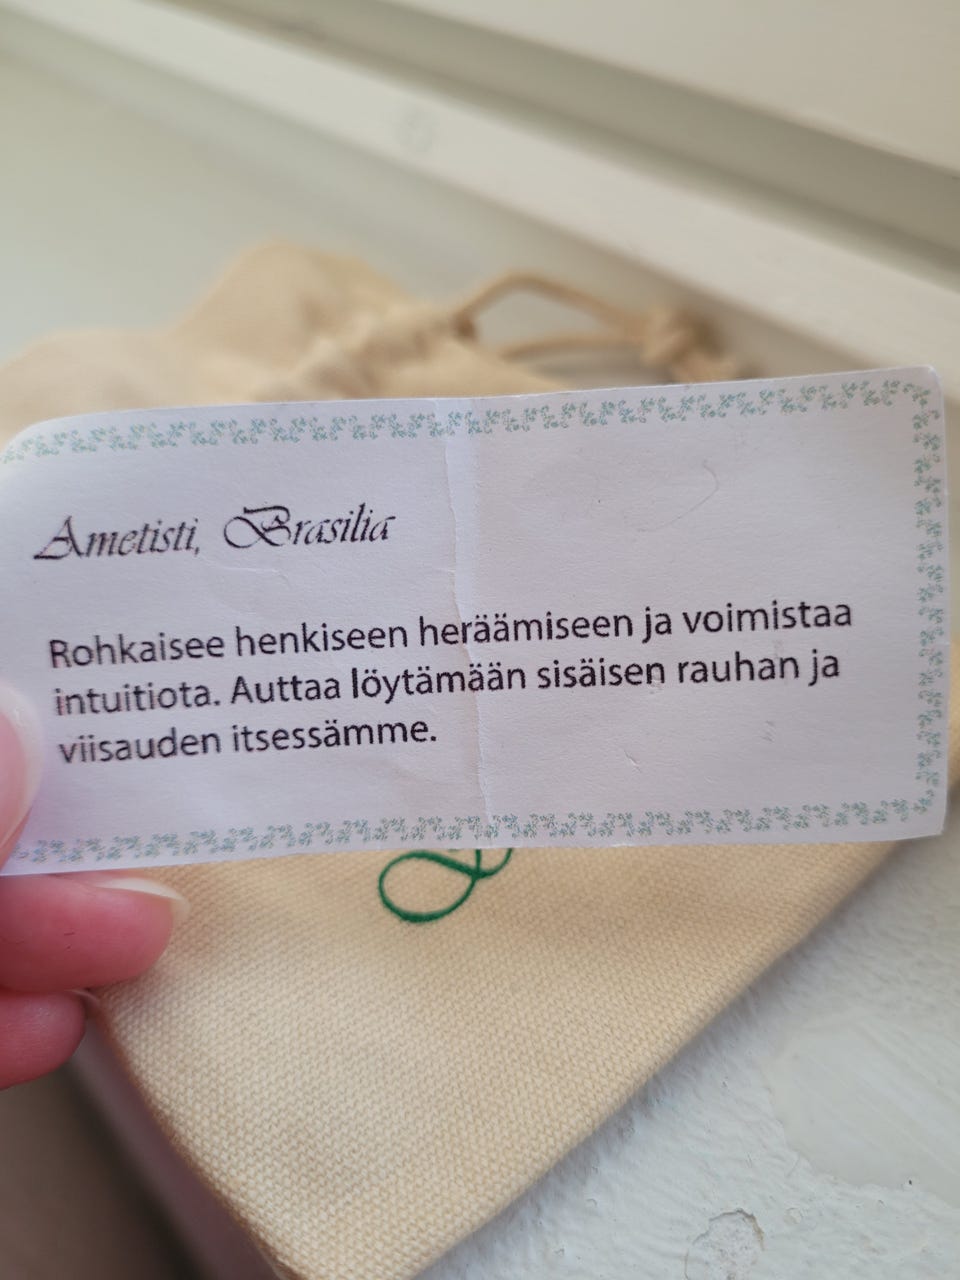 Ametisti, Brasilia
Rohkaisee henkiseen heräämiseen ja voimistaa
intuitiota. Auttaa löytämään sisäisen rauhan ja
viisauden itsessämme.